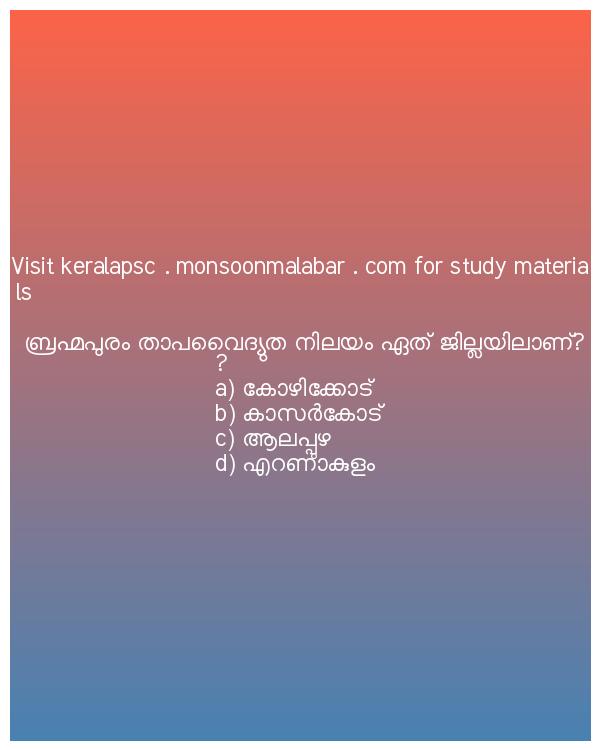 Visit keralapsc . monsoonmalabar . com for study materia
ls
ബ്രഹ്മപുരം താപവൈദ്യുത നിലയം ഏത് ജില്ലയിലാണ്?
?
a) കോഴിക്കോട്
b) കാസർകോട്
c) ആലപ്പുഴ
d) എറണാകുളം